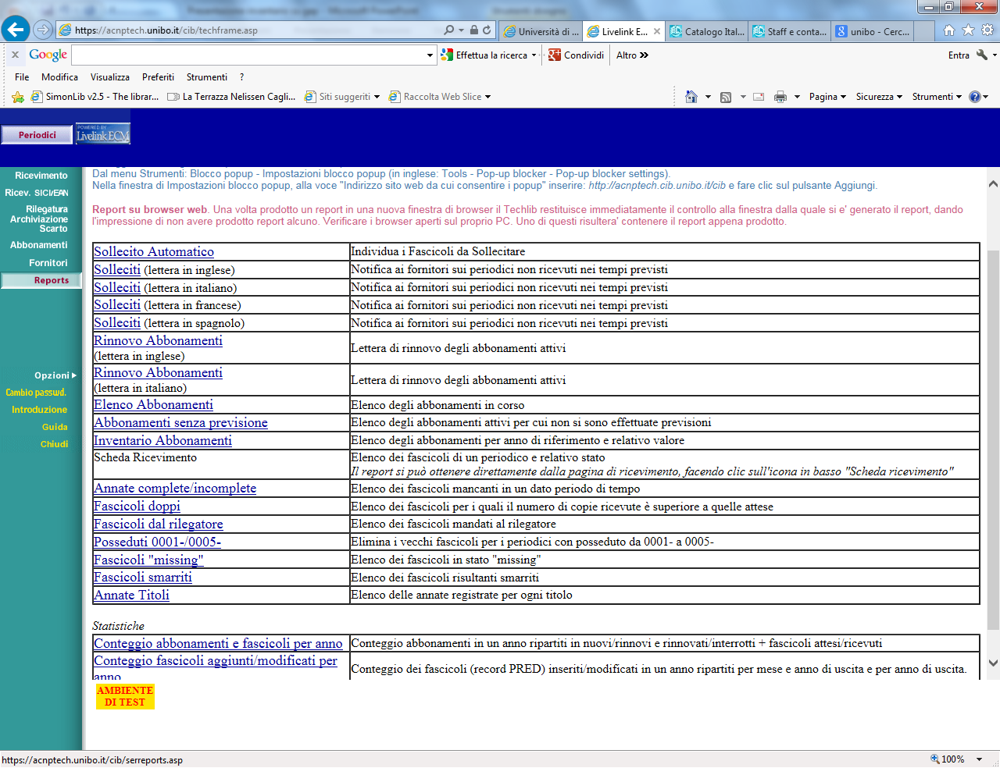 https://acnptech.unibo.it/cib/techframe.asp
Università di ...
Livelink E...
Catalogo Ital...
Staff e conta...
unibo - Cerc...
x Google
Effettua la ricerca
Condividi
Altro »
Entra
File Modifica Visualizza Preferiti Strumenti ?
SimonLib v2.5 - The librar...
La Terrazza Nelissen Cagli...
Siti suggeriti
Raccolta Web Slice
Pagina Sicurezza Strumenti
Periodici
POWERED BY
Livelink ECM
Ricevimento
Ricev. SICI/EAN
Rilegatura
Archiviazione
Scarto
Abbonamenti
Fornitori
Reports
Opzioni
Cambio passwd.
Introduzione
Guida
Chiudi
Dal menu Strumenti: Blocco popup - Impostazioni blocco popup (in inglese: Tools - Pop-up blocker - Pop-up blocker settings).
Nella finestra di Impostazioni blocco popup, alla voce "Indirizzo sito web da cui consentire i popup" inserire: http://acnptech.cib.unibo.it/cib e fare clic sul pulsante Aggiungi.
Report su browser web. Una volta prodotto un report in una nuova finestra di browser il Techlib restituisce immediatamente il controllo alla finestra dalla quale si e' generato il report, dando
l'impressione di non avere prodotto report alcuno. Verificare i browser aperti sul proprio PC. Uno di questi risultera' contenere il report appena prodotto.
Sollecito Automatico Individua i Fascicoli da Sollecitare
Solleciti (lettera in inglese) Notifica ai fornitori sui periodici non ricevuti nei tempi previsti
Solleciti (lettera in italiano) Notifica ai fornitori sui periodici non ricevuti nei tempi previsti
Solleciti (lettera in francese) Notifica ai fornitori sui periodici non ricevuti nei tempi previsti
Solleciti (lettera in spagnolo) Notifica ai fornitori sui periodici non ricevuti nei tempi previsti
Rinnovo Abbonamenti
(lettera in inglese)
Lettera di rinnovo degli abbonamenti attivi
Rinnovo Abbonamenti
(lettera in italiano)
Lettera di rinnovo degli abbonamenti attivi
Elenco Abbonamenti Elenco degli abbonamenti in corso
Abbonamenti senza previsione Elenco degli abbonamenti attivi per cui non si sono effettuate previsioni
Inventario Abbonamenti Elenco degli abbonamenti per anno di riferimento e relativo valore
Scheda Ricevimento Elenco dei fascicoli di un periodico e relativo stato
Il report si può ottenere direttamente dalla pagina di ricevimento, facendo clic sull'icona in basso "Scheda ricevimento"
Annate complete/incomplete Elenco dei fascicoli mancanti in un dato periodo di tempo
Fascicoli doppi Elenco dei fascicoli per i quali il numero di copie ricevute è superiore a quelle attese
Fascicoli dal rilegatore Elenco dei fascicoli mandati al rilegatore
Posseduti 0001-/0005- Elimina i vecchi fascicoli per i periodici con posseduto da 0001- a 0005-
Fascicoli "missing" Elenco dei fascicoli in stato "missing"
Fascicoli smarriti Elenco dei fascicoli risultanti smarriti
Annate Titoli Elenco delle annate registrate per ogni titolo
Statistiche
Conteggio abbonamenti e fascicoli per anno Conteggio abbonamenti in un anno ripartiti in nuovi/rinnovi e rinnovati/interrotti + fascicoli attesi/ricevuti
Conteggio fascicoli aggiunti/modificati per
anno
Conteggio dei fascicoli (record PRED) inseriti/modificati in un anno ripartiti per mese e anno di uscita e per anno di uscita.
AMBIENTE
DI TEST
https://acnptech.unibo.it/cib/serreports.asp
100%